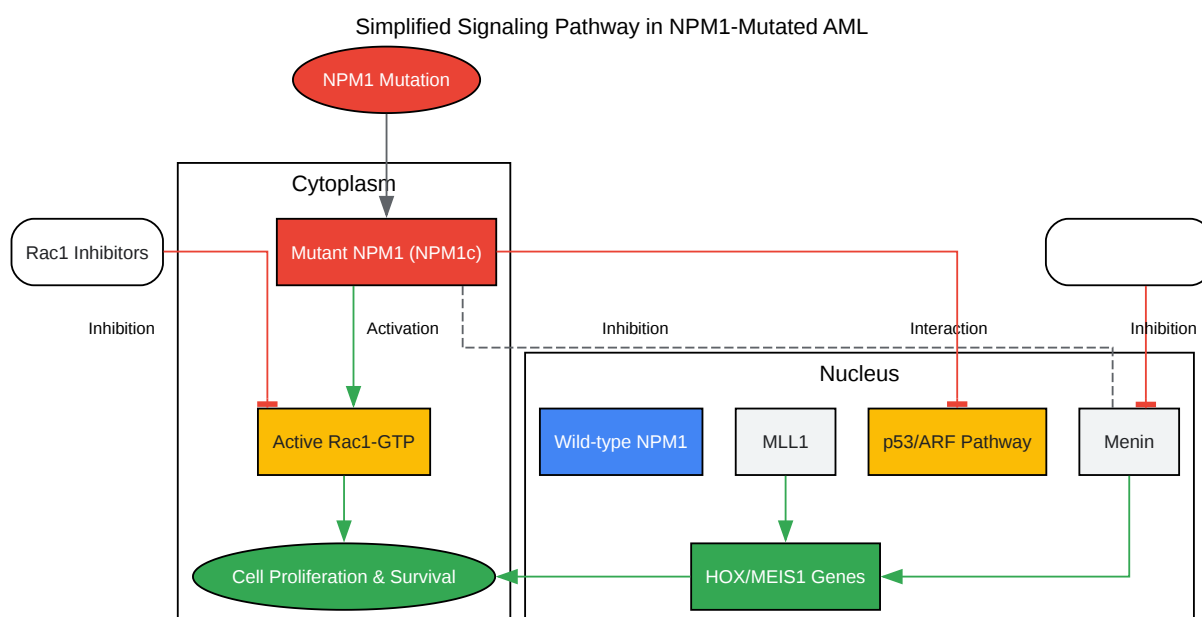 Simplified Signaling Pathway in NPM1-Mutated AML
NPM1 Mutation
Cytoplasm
Rac1 Inhibitors
Mutant NPM1 (NPM1c)
Inhibition
Activation
Inhibition
Interaction
Inhibition
Nucleus
Active Rac1-GTP
Wild-type NPM1
MLL1
p53/ARF Pathway
Menin
Cell Proliferation & Survival
HOX/MEIS1 Genes